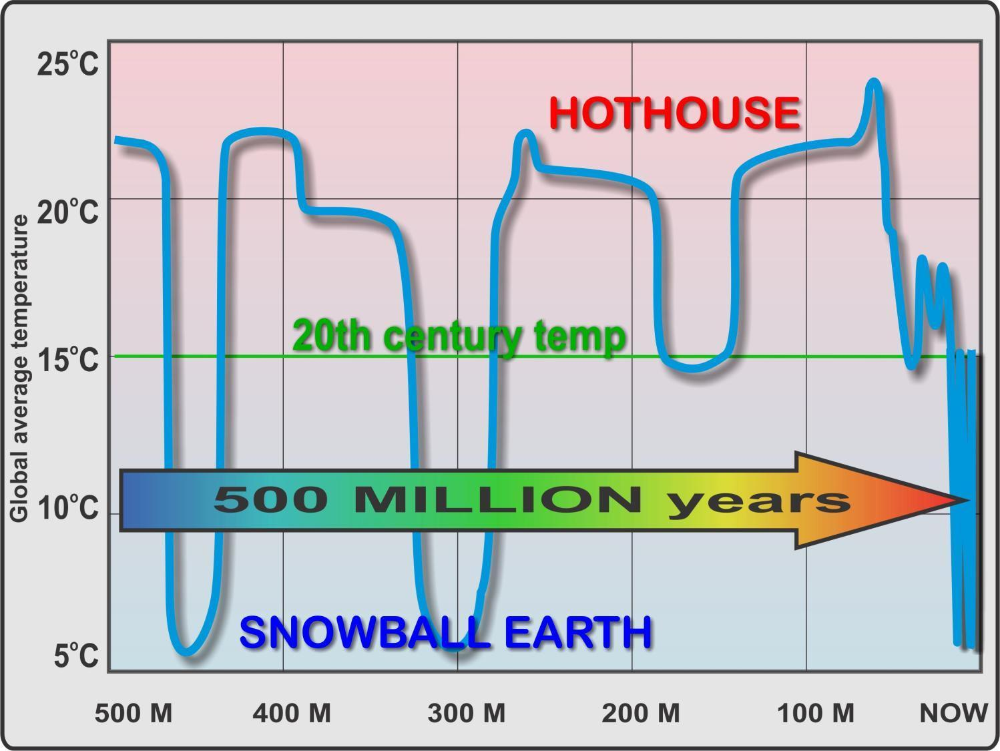 25°C
HOTHOUSE
20°C
Global average temperature
20th century temp
15°C
500 MILLION years
10°C
SNOWBALL EARTH
5°C
500 M 400 M 300 M 200 M 100 M NOW